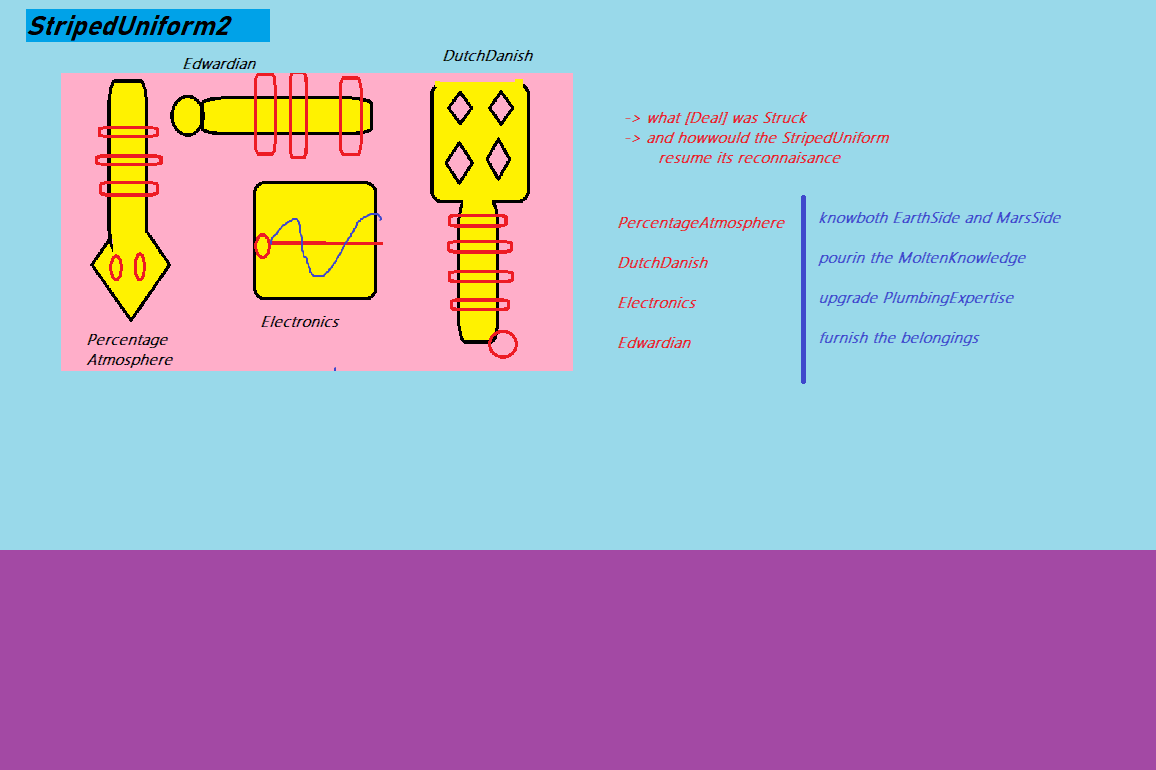 StripedUniform2
Edwardian
DutchDanish
Percentage
Atmosphere
Electronics
-> what [Deal] was Struck
-> and howwould the StripedUniform
resume its reconnaisance
PercentageAtmosphere
DutchDanish
Electronics
Edwardian
knowboth EarthSide and MarsSide
pourin the MoltenKnowledge
upgrade PlumbingExpertise
furnish the belongings